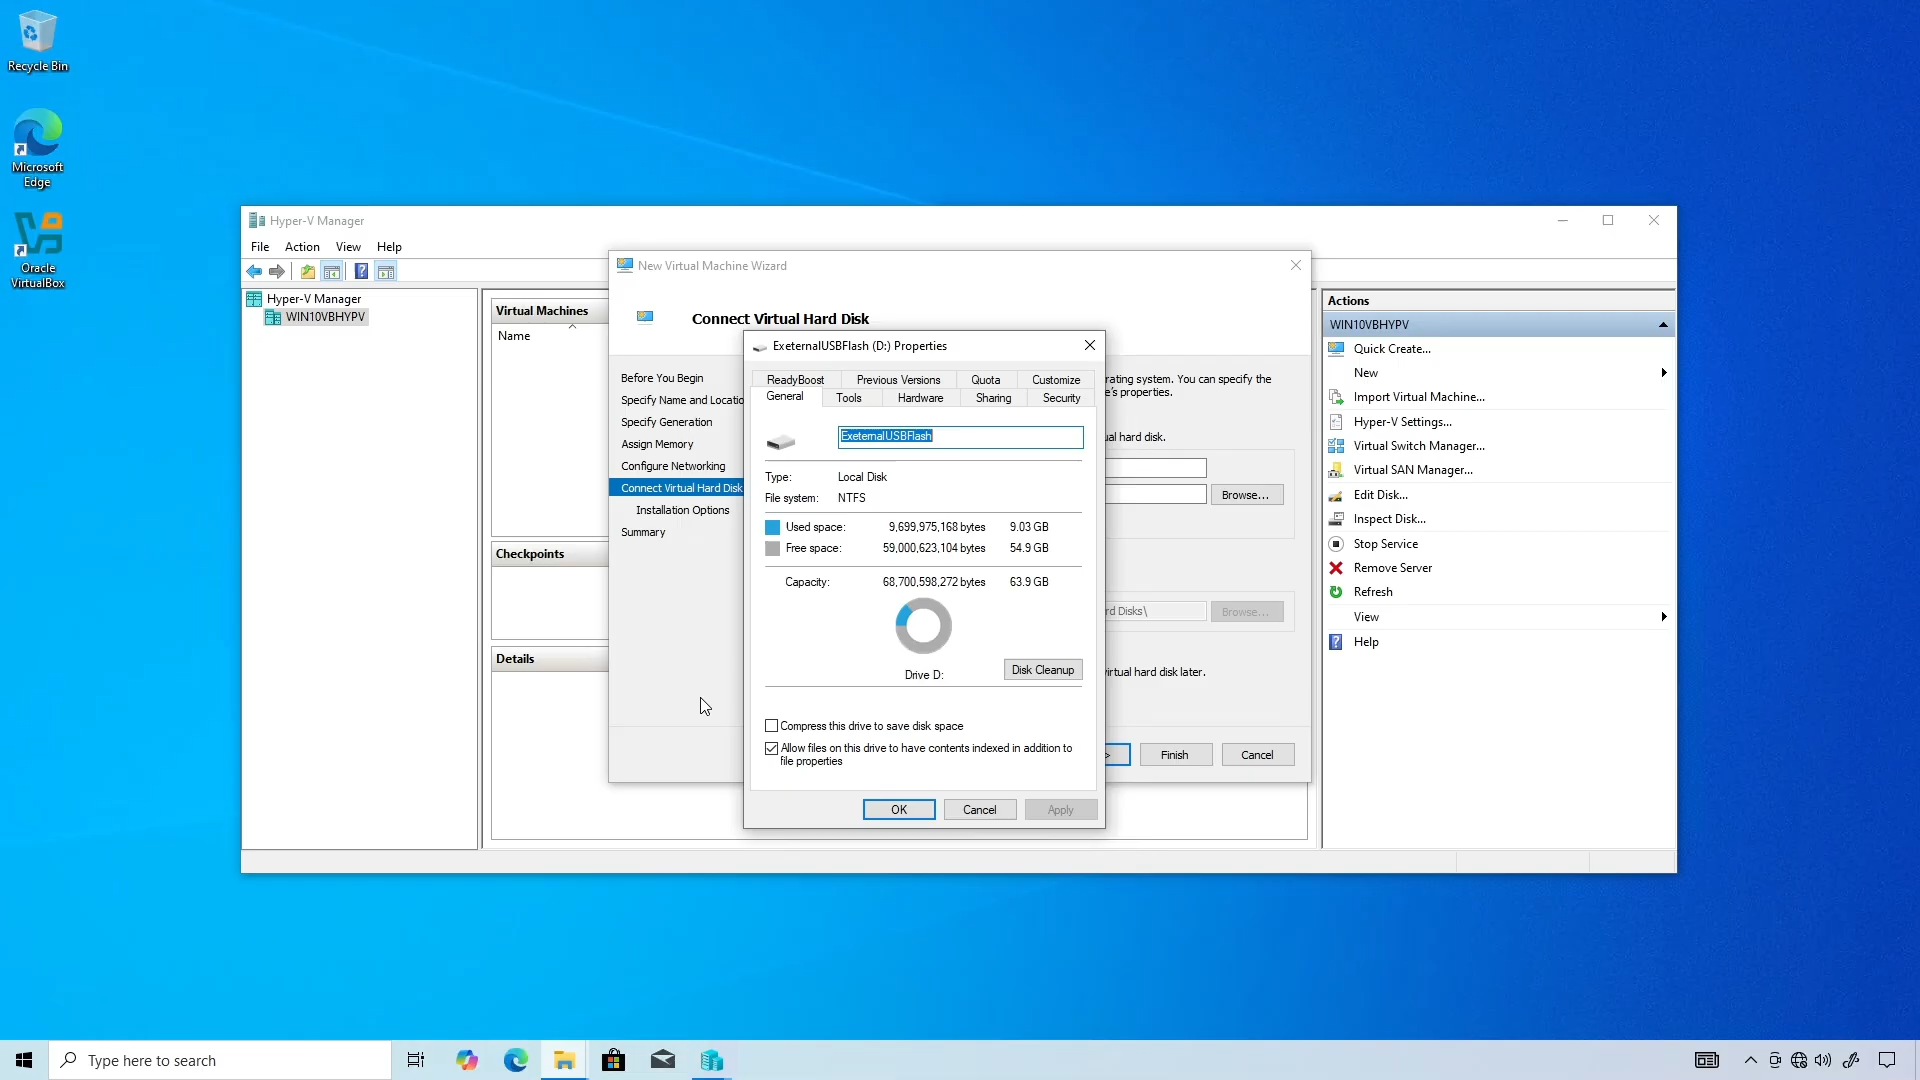 Recycle Bin
Microsoft
Edge
Oracle
VirtualBox
Hyper-V Manager
File Action View Help
Hyper-V Manager
WIN10VBHYPV
Virtual Machines
Name
Checkpoints
Details
New Virtual Machine Wizard
Connect Virtual Hard Disk
Before You Begin
Specify Name and Locatio
Specify Generation
Assign Memory
Configure Networking
Connect Virtual Hard Disk
Installation Options
Summary
rating system. You can specify the
e's properties.
ual hard disk.
Browse...
rd Disks\
Browse...
virtual hard disk later.
>
Finish
Cancel
ExeternalUSBFlash (D:) Properties
ReadyBoost Previous Versions Quota Customize
General Tools Hardware Sharing Security
ExeternalUSBFlash
Type: Local Disk
File system: NTFS
Used space: 9,699,975,168 bytes 9.03 GB
Free space: 59,000,623,104 bytes 54.9 GB
Capacity: 68,700,598,272 bytes 63.9 GB
Drive D:
Disk Cleanup
Compress this drive to save disk space
Allow files on this drive to have contents indexed in addition to
file properties
OK Cancel Apply
Actions
WIN10VBHYPV
Quick Create...
New
Import Virtual Machine...
Hyper-V Settings...
Virtual Switch Manager...
Virtual SAN Manager...
Edit Disk...
Inspect Disk...
Stop Service
Remove Server
Refresh
View
Help
Type here to search